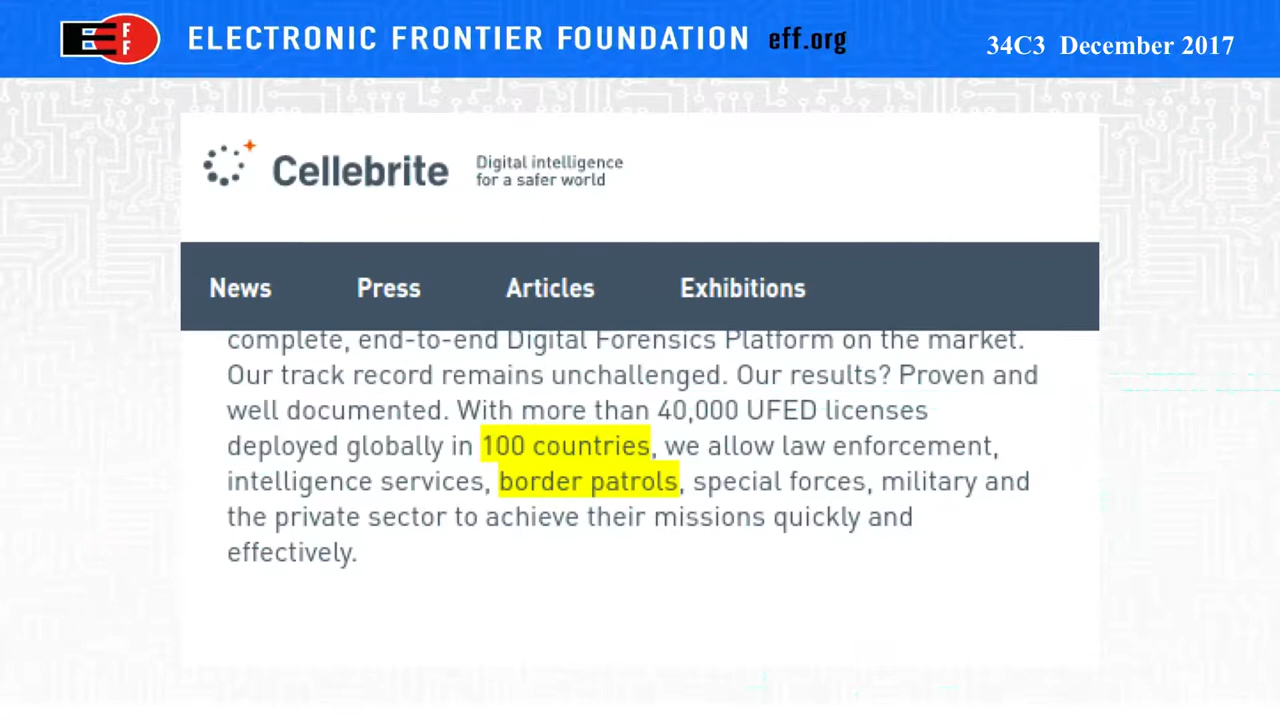 EFF ELECTRONIC FRONTIER FOUNDATION eff.org 34C3 December 2017
Cellebrite
Digital intelligence
for a safer world
News Press Articles Exhibitions
complete, end-to-end Digital Forensics Platform on the market.
Our track record remains unchallenged. Our results? Proven and
well documented. With more than 40,000 UFED licenses
deployed globally in 100 countries, we allow law enforcement,
intelligence services, border patrols, special forces, military and
the private sector to achieve their missions quickly and
effectively.